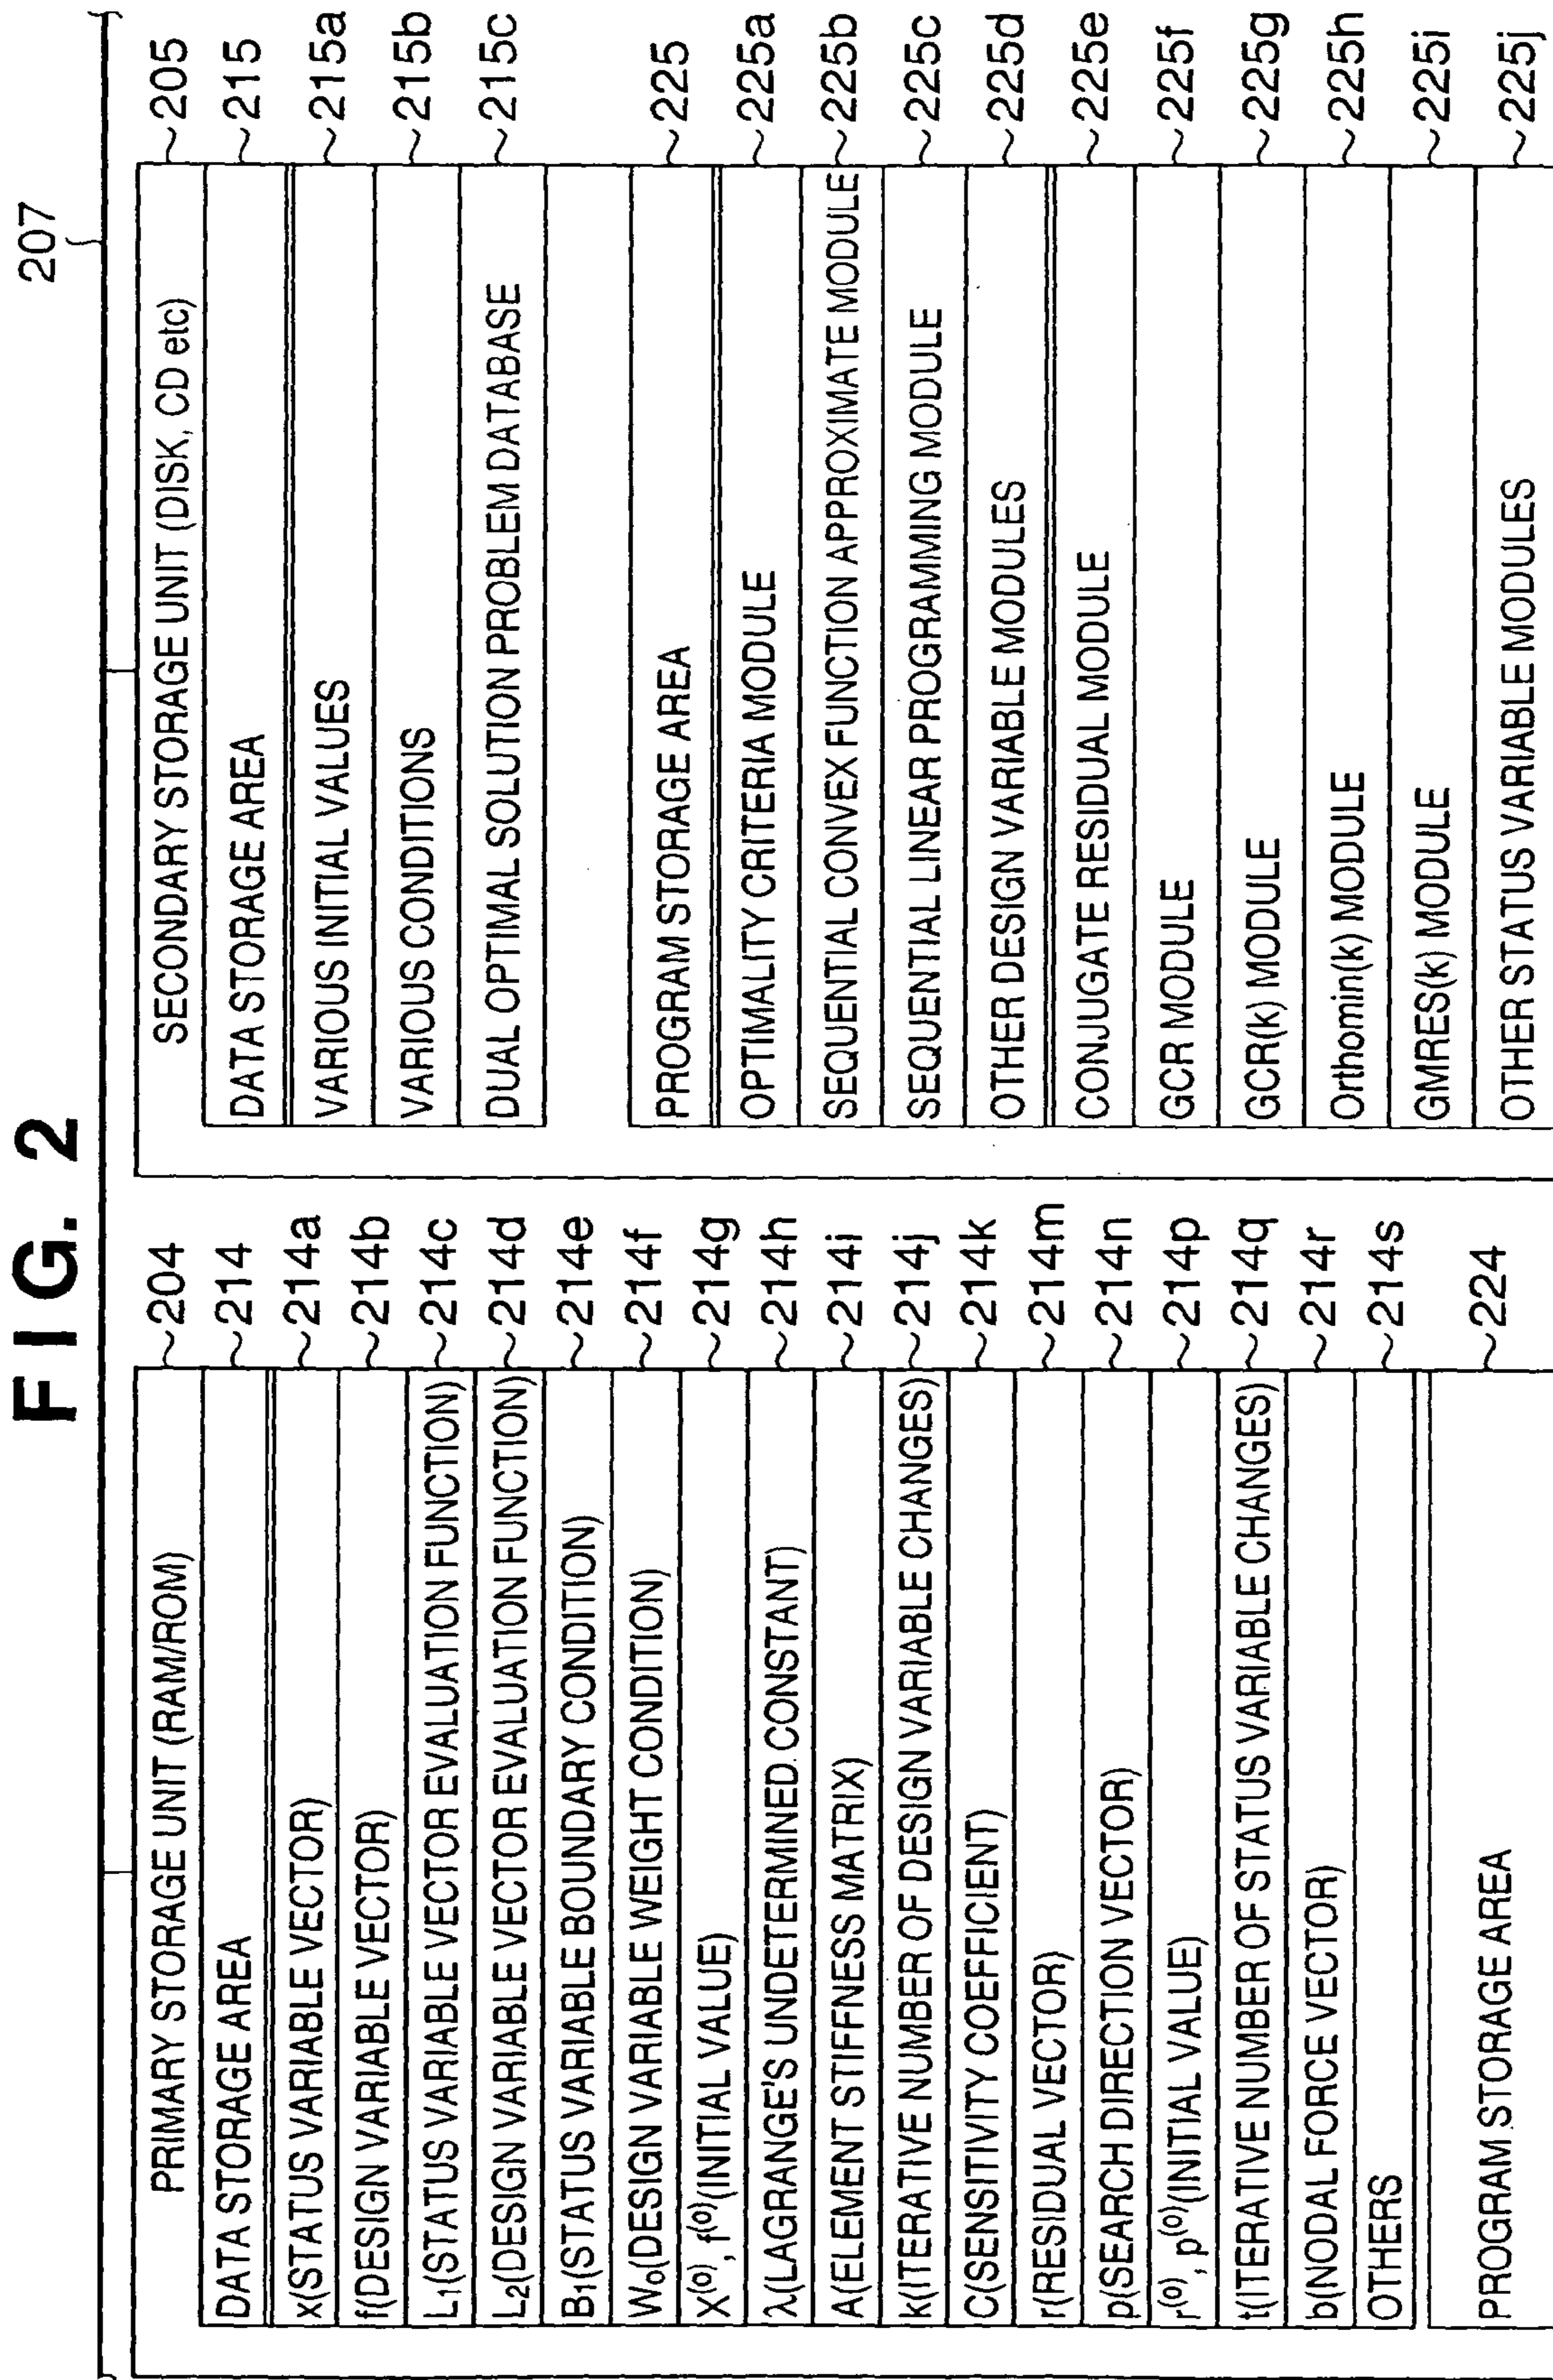 FIG. 2
207
PRIMARY STORAGE UNIT (RAM/ROM) ~204
DATA STORAGE AREA ~214
x(STATUS VARIABLE VECTOR) ~214a
f(DESIGN VARIABLE VECTOR) ~214b
L1(STATUS VARIABLE VECTOR EVALUATION FUNCTION) ~214c
L2(DESIGN VARIABLE VECTOR EVALUATION FUNCTION) ~214d
B1(STATUS VARIABLE BOUNDARY CONDITION) ~214e
W0(DESIGN VARIABLE WEIGHT CONDITION) ~214f
X(0), f(0)(INITIAL VALUE) ~214g
λ(LAGRANGE'S UNDETERMINED CONSTANT) ~214h
A(ELEMENT STIFFNESS MATRIX) ~214i
k(ITERATIVE NUMBER OF DESIGN VARIABLE CHANGES) ~214j
C(SENSITIVITY COEFFICIENT) ~214k
r(RESIDUAL VECTOR) ~214m
p(SEARCH DIRECTION VECTOR) ~214n
r(0), p(0)(INITIAL VALUE) ~214p
t(ITERATIVE NUMBER OF STATUS VARIABLE CHANGES) ~214q
b(NODAL FORCE VECTOR) ~214r
OTHERS ~214s
PROGRAM STORAGE AREA ~224
SECONDARY STORAGE UNIT (DISK, CD etc) ~205
DATA STORAGE AREA ~215
VARIOUS INITIAL VALUES ~215a
VARIOUS CONDITIONS ~215b
DUAL OPTIMAL SOLUTION PROBLEM DATABASE ~215c
PROGRAM STORAGE AREA ~225
OPTIMALITY CRITERIA MODULE ~225a
SEQUENTIAL CONVEX FUNCTION APPROXIMATE MODULE ~225b
SEQUENTIAL LINEAR PROGRAMMING MODULE ~225c
OTHER DESIGN VARIABLE MODULES ~225d
CONJUGATE RESIDUAL MODULE ~225e
GCR MODULE ~225f
GCR(k) MODULE ~225g
Orthomin(k) MODULE ~225h
GMRES(k) MODULE ~225i
OTHER STATUS VARIABLE MODULES ~225j